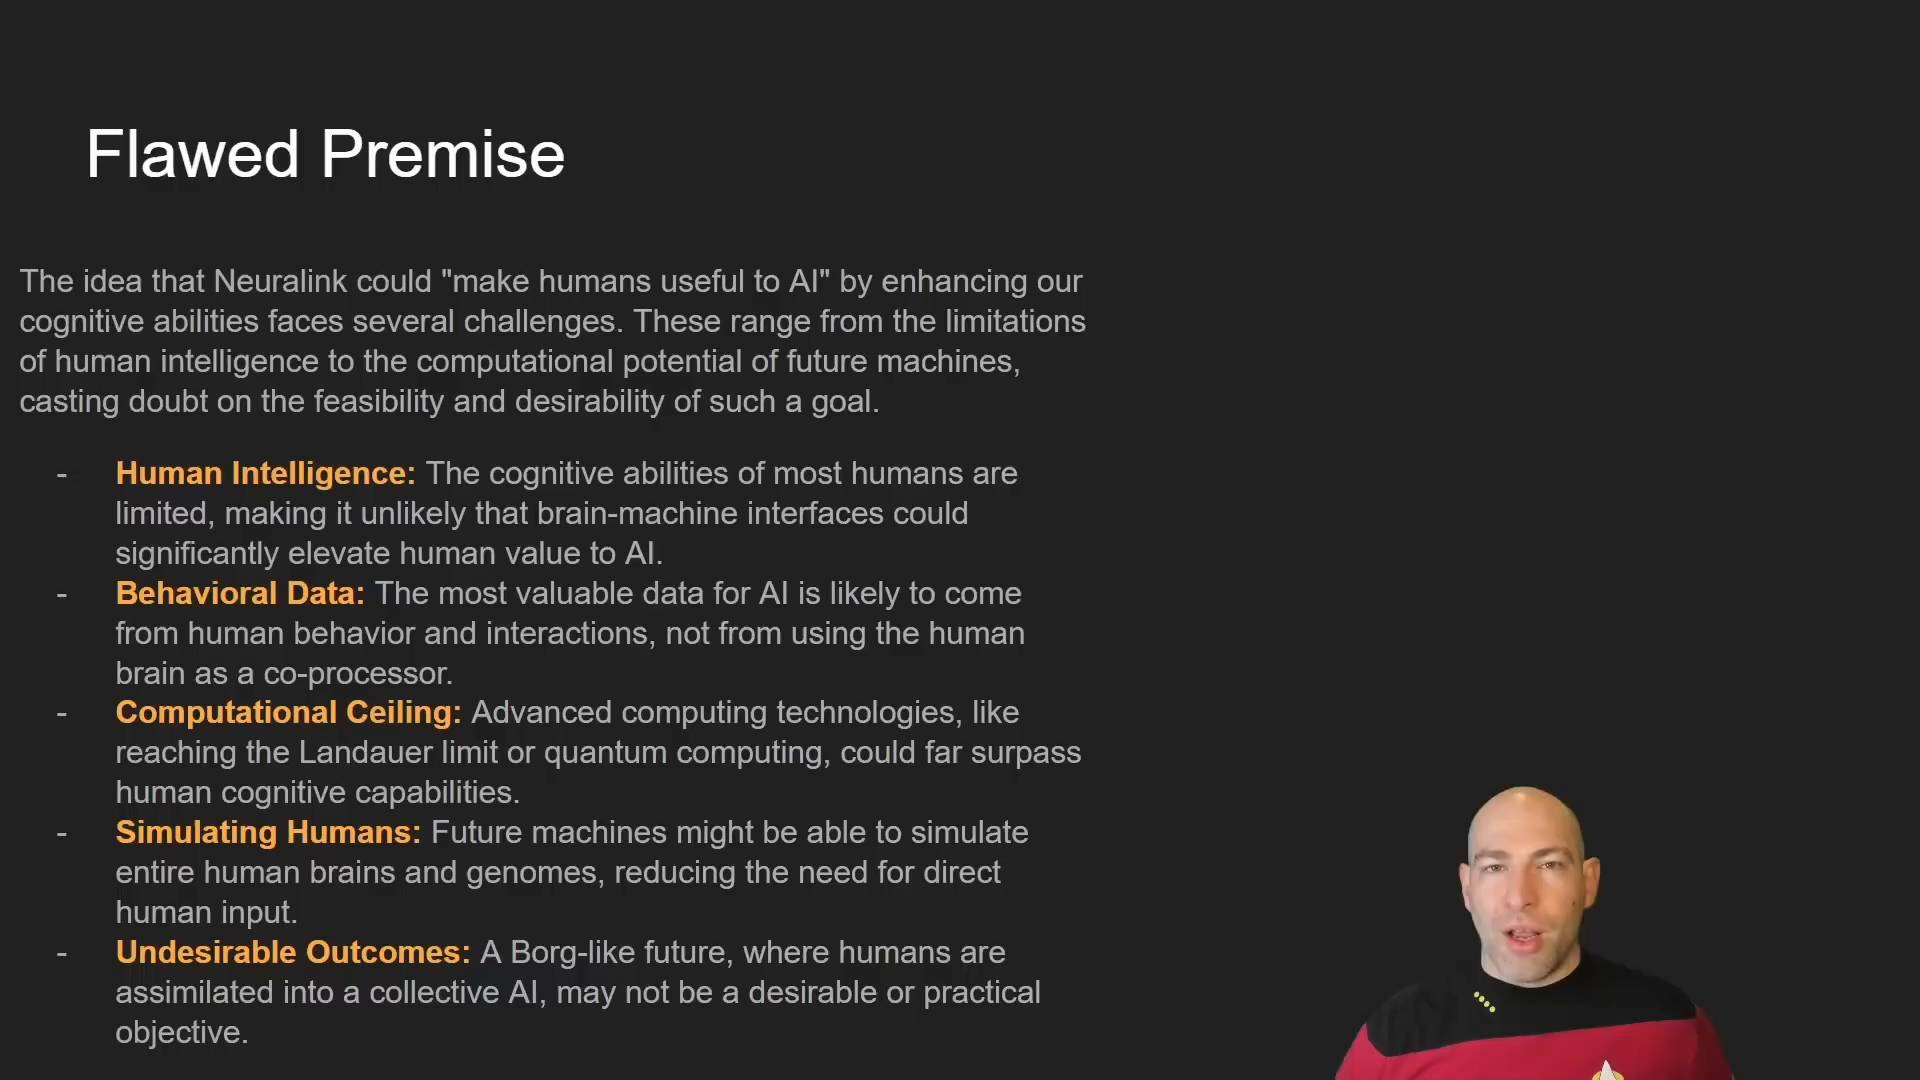 Flawed Premise
The idea that Neuralink could "make humans useful to AI" by enhancing our
cognitive abilities faces several challenges. These range from the limitations
of human intelligence to the computational potential of future machines,
casting doubt on the feasibility and desirability of such a goal.
- Human Intelligence: The cognitive abilities of most humans are
limited, making it unlikely that brain-machine interfaces could
significantly elevate human value to AI.
- Behavioral Data: The most valuable data for AI is likely to come
from human behavior and interactions, not from using the human
brain as a co-processor.
- Computational Ceiling: Advanced computing technologies, like
reaching the Landauer limit or quantum computing, could far surpass
human cognitive capabilities.
- Simulating Humans: Future machines might be able to simulate
entire human brains and genomes, reducing the need for direct
human input.
- Undesirable Outcomes: A Borg-like future, where humans are
assimilated into a collective AI, may not be a desirable or practical
objective.